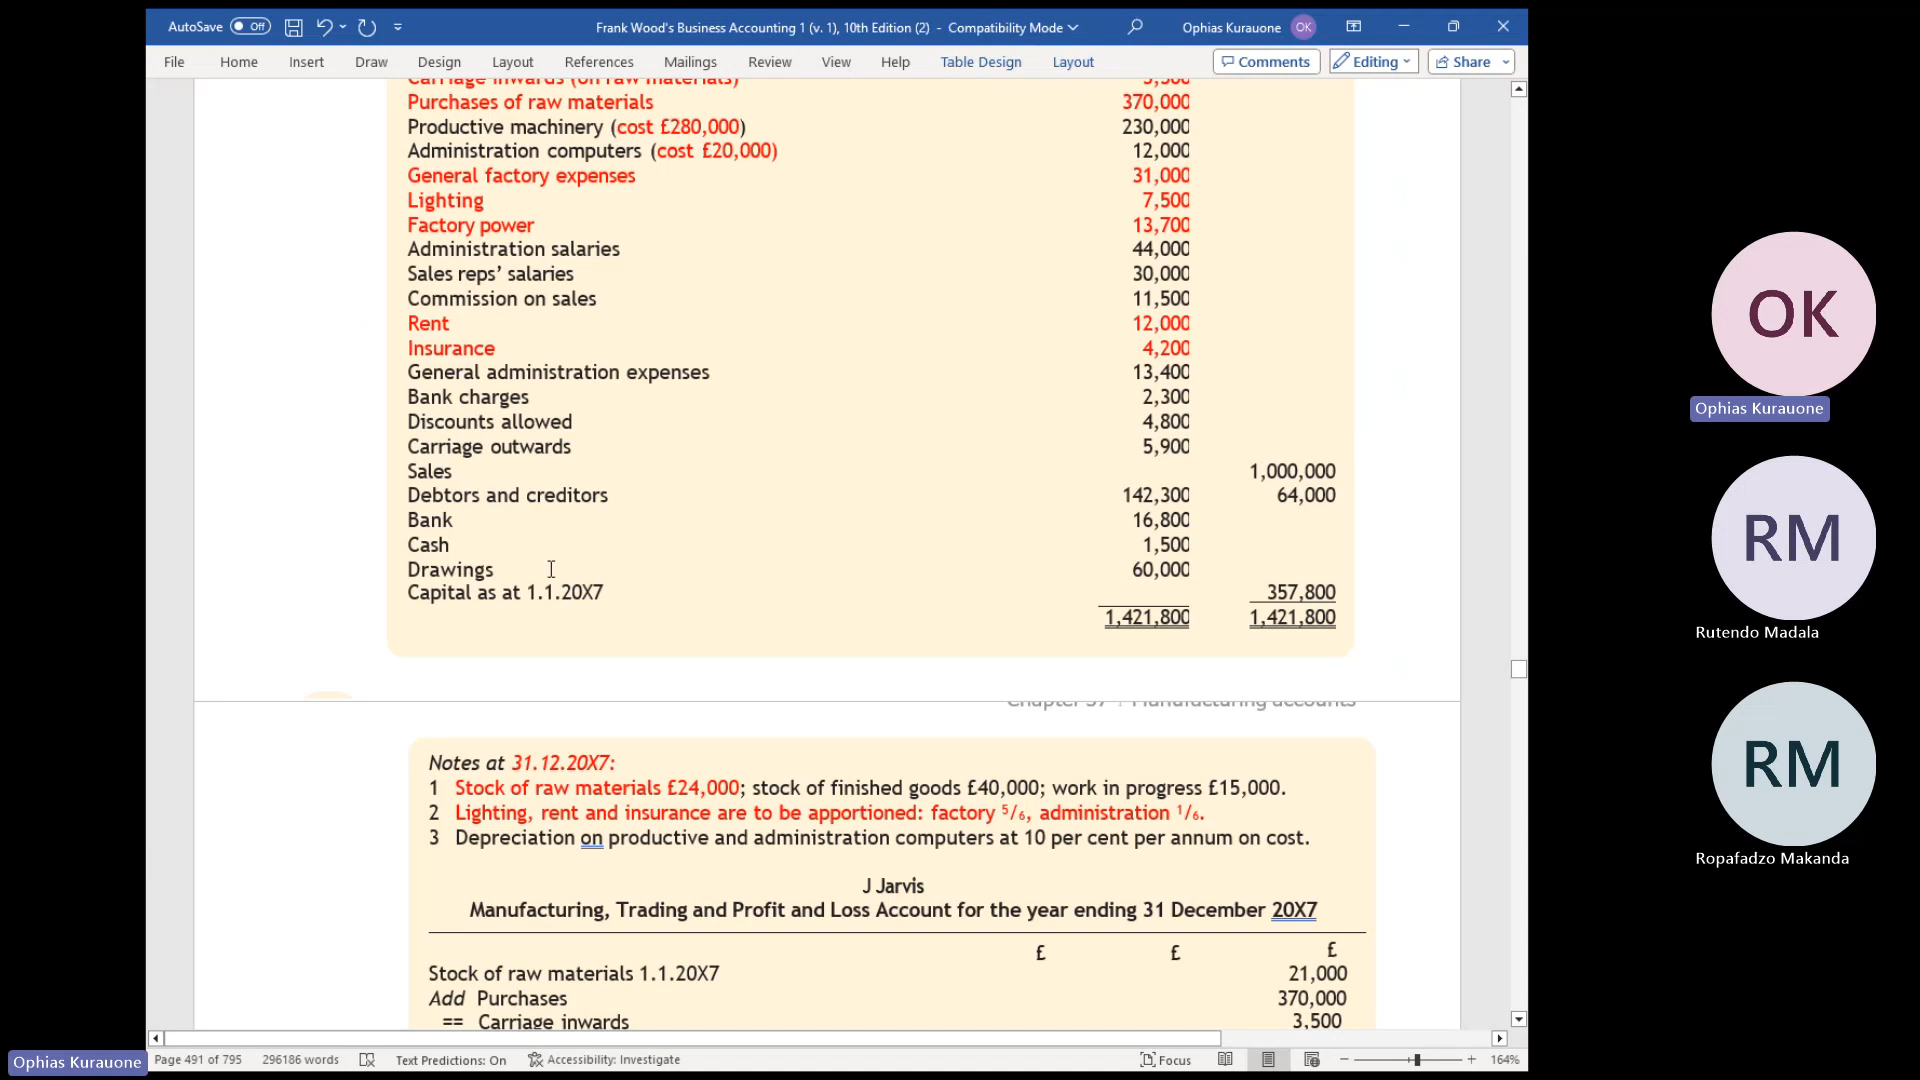 AutoSave Off Frank Wood's Business Accounting 1 (v. 1), 10th Edition (2) - Compatibility Mode Ophias Kurauone OK
File Home Insert Draw Design Layout References Mailings Review View Help Table Design Layout Comments Editing Share
Carriage inwards (on raw materials) 3,500
Purchases of raw materials 370,000
Productive machinery (cost £280,000) 230,000
Administration computers (cost £20,000) 12,000
General factory expenses 31,000
Lighting 7,500
Factory power 13,700
Administration salaries 44,000
Sales reps’ salaries 30,000
Commission on sales 11,500
Rent 12,000
Insurance 4,200
General administration expenses 13,400
Bank charges 2,300
Discounts allowed 4,800
Carriage outwards 5,900
Sales 1,000,000
Debtors and creditors 142,300 64,000
Bank 16,800
Cash 1,500
Drawings 60,000
Capital as at 1.1.20X7 357,800
1,421,800 1,421,800
Chapter 37 Manufacturing accounts
Notes at 31.12.20X7:
1 Stock of raw materials £24,000; stock of finished goods £40,000; work in progress £15,000.
2 Lighting, rent and insurance are to be apportioned: factory 5/6, administration 1/6.
3 Depreciation on productive and administration computers at 10 per cent per annum on cost.
J Jarvis
Manufacturing, Trading and Profit and Loss Account for the year ending 31 December 20X7
£ £ £
Stock of raw materials 1.1.20X7 21,000
Add Purchases 370,000
== Carriage inwards 3,500
Page 491 of 795 296186 words Text Predictions: On Accessibility: Investigate Focus 164%
Ophias Kurauone
OK
Ophias Kurauone
RM
Rutendo Madala
RM
Ropafadzo Makanda